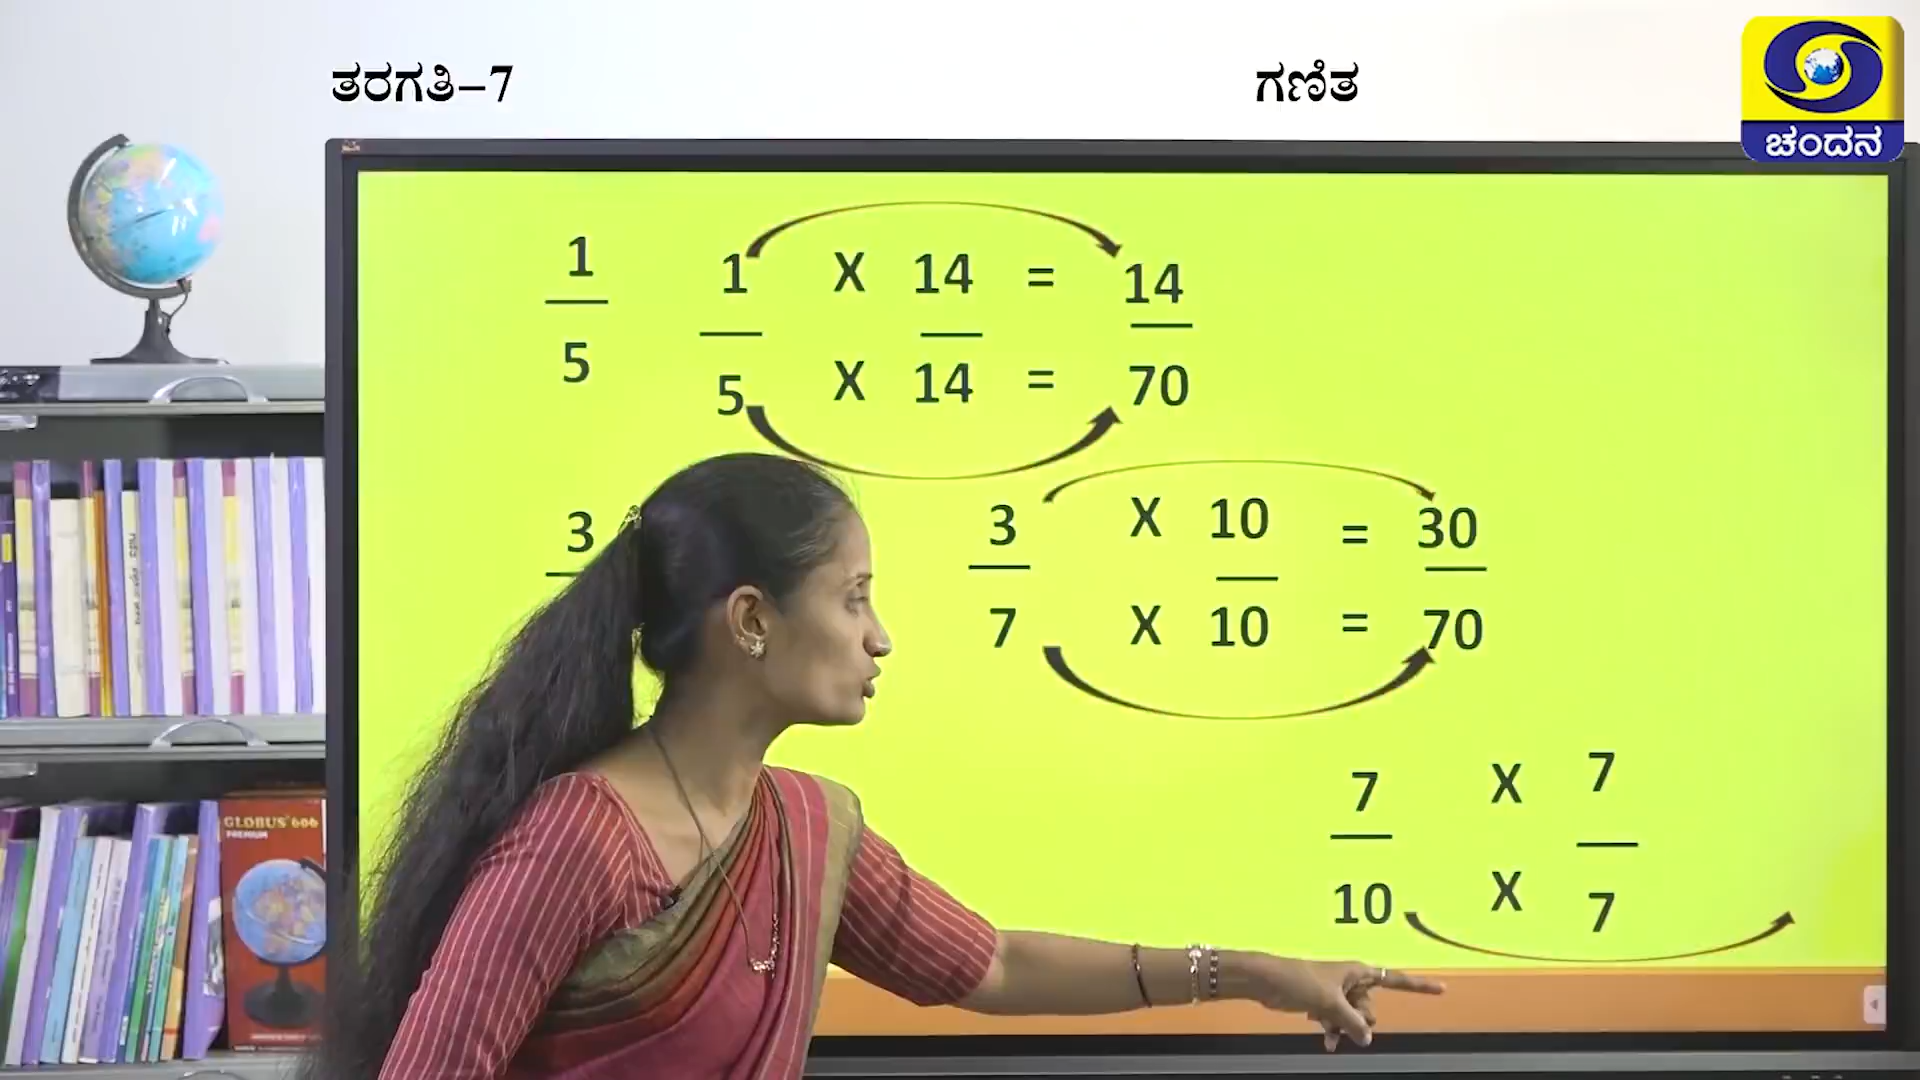 ತರಗತಿ–7
ಗಣಿತ
ಚಂದನ
1
5
1 X 14 = 14
5 X 14 = 70
3
3 X 10 = 30
7 X 10 = 70
7 X 7
10 X 7
GLOBUS 606
PREMIUM